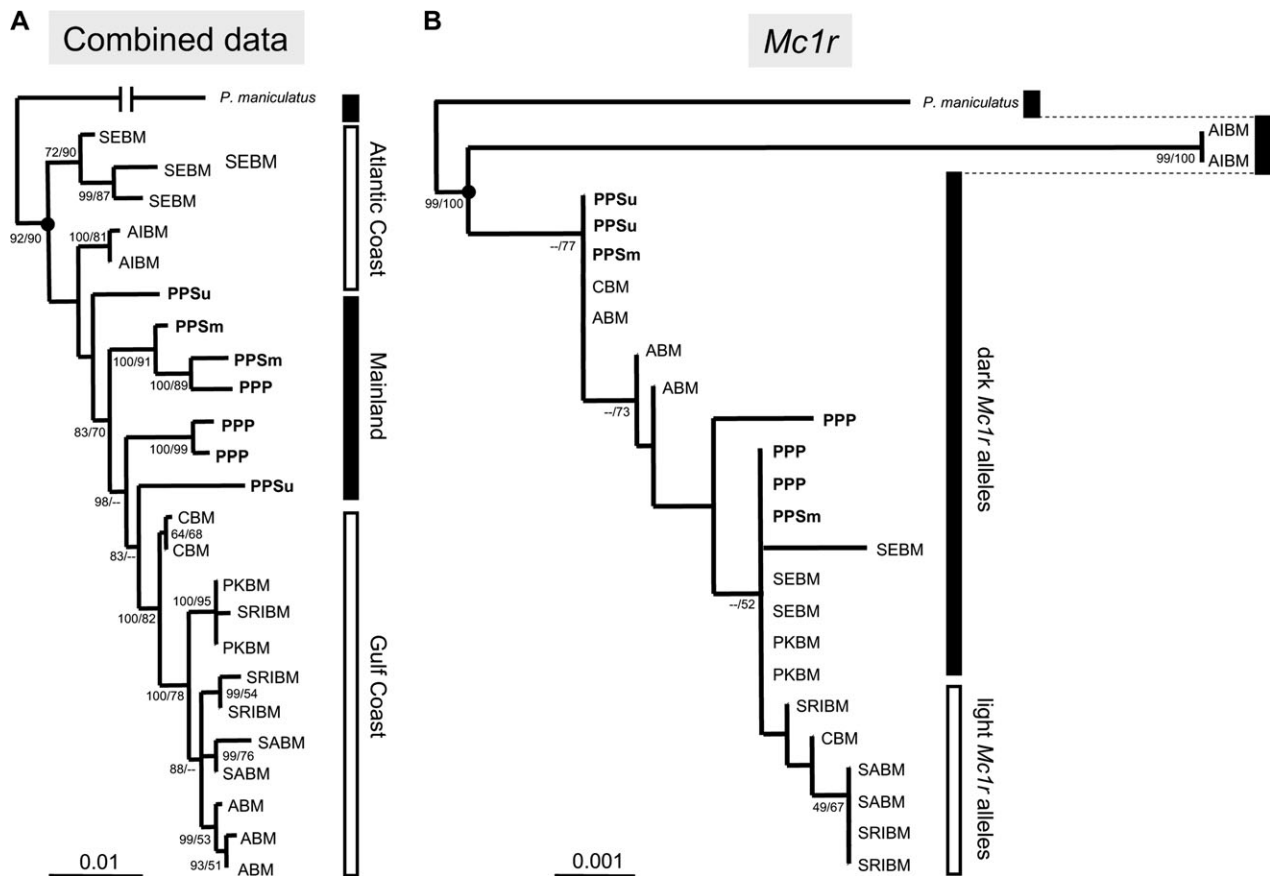 A
Combined data
P. maniculatus
SEBM
72/90
SEBM
SEBM
99/87
SEBM
92/90
100/81
AIBM
AIBM
PPSu
PPSm
100/91
PPSm
100/89
PPP
83/70
PPP
100/99
PPP
98/--
PPSu
CBM
64/68
CBM
83/--
PKBM
100/95
SRIBM
100/82
PKBM
SRIBM
100/78
99/54
SRIBM
SABM
99/76
SABM
88/--
ABM
99/53
ABM
93/51
ABM
0.01
Atlantic Coast
Mainland
Gulf Coast
B
Mc1r
P. maniculatus
AIBM
99/100
AIBM
99/100
PPSu
PPSu
--/77
PPSm
CBM
ABM
ABM
ABM
--/73
PPP
PPP
PPP
PPSm
SEBM
SEBM
--/52
SEBM
PKBM
PKBM
SRIBM
CBM
SABM
49/67
SABM
SRIBM
SRIBM
0.001
dark Mc1r alleles
light Mc1r alleles